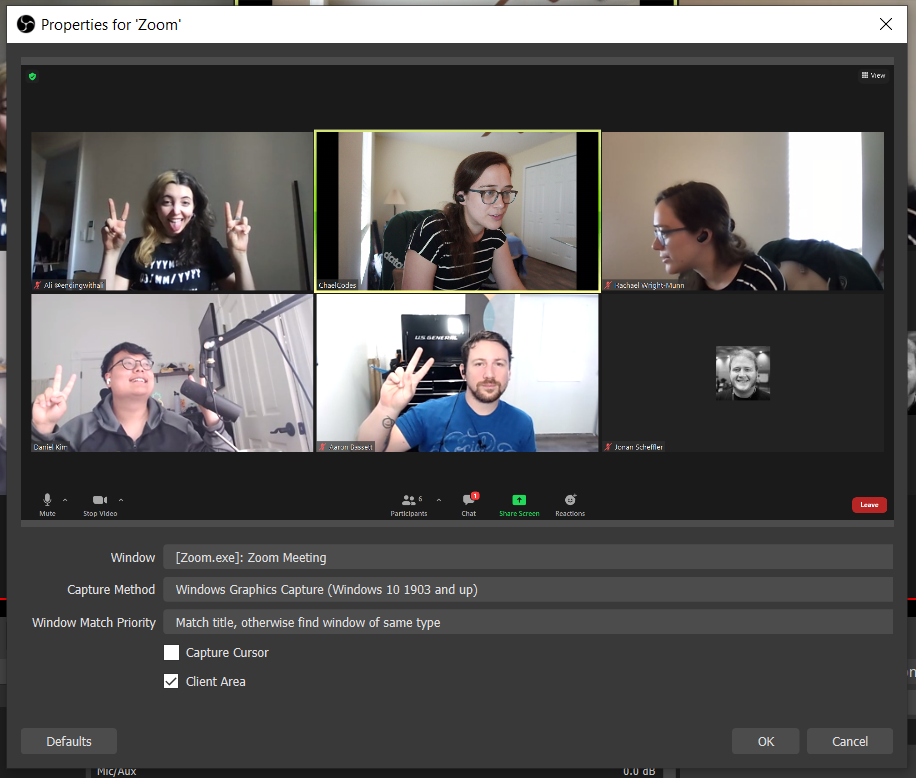 Properties for 'Zoom'
View
Ali @endingwithali
ChaelCodes
Rachael Wright-Munn
U.S. GENERAL
Daniel Kim
Aaron Bassett
Jonan Scheffler
Mute
Stop Video
Participants
6
Chat
1
Share Screen
Reactions
Leave
Window
[Zoom.exe]: Zoom Meeting
Capture Method
Windows Graphics Capture (Windows 10 1903 and up)
Window Match Priority
Match title, otherwise find window of same type
Capture Cursor
Client Area
Defaults
OK
Cancel
Mic/Aux
0.0 dB